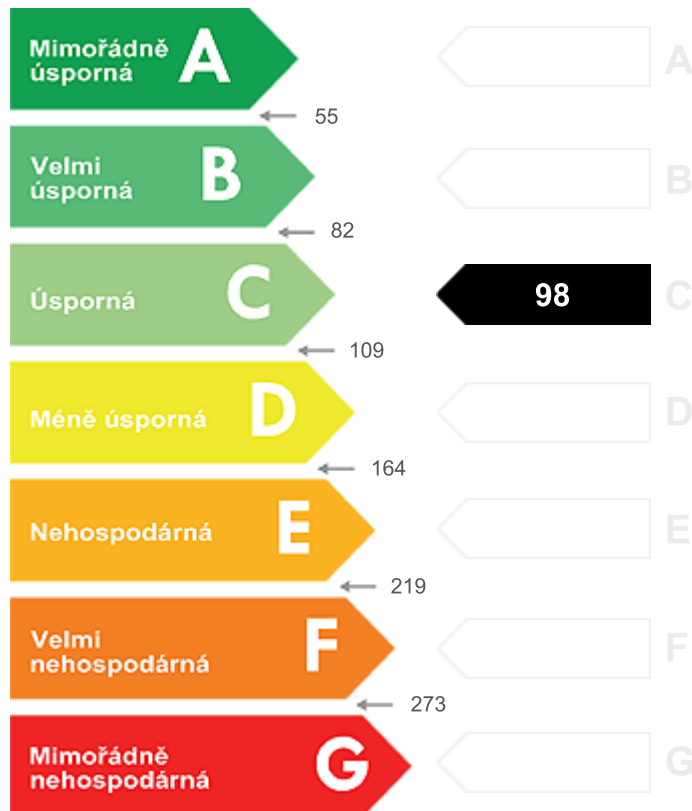 Mimořádně
úsporná
A
A
55
Velmi
úsporná
B
B
82
Úsporná
C
98
C
109
Méně úsporná
D
D
164
Nehospodárná
E
E
219
Velmi
nehospodárná
F
F
273
Mimořádně
nehospodárná
G
G